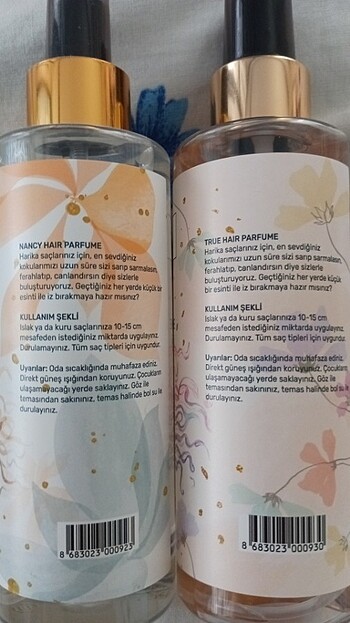 NANCY HAIR PARFUME
Harika saçlarınız için, en sevdiğiniz
kokularımızı uzun süre sizi sarıp sarmalasın,
ferahlatıp, canlandırsın diye sizlerle
buluşturuyoruz. Geçtiğiniz her yerde küçük
bir esinti ile iz bırakmaya hazır mısınız?
KULLANIM ŞEKLİ
Islak ya da kuru saçlarınıza 10-15 cm
mesafeden istediğiniz miktarda uygulayınız.
Durulamayınız. Tüm saç tipleri için uygundur.
Uyarılar: Oda sıcaklığında muhafaza ediniz.
Direkt güneş ışığından koruyunuz. Çocukların
ulaşamayacağı yerde saklayınız. Göz ile
temasından sakınınız, temas halinde bol su ile
durulayınız.
8 683023 000923
TRUE HAIR PARFUME
Harika saçlarınız için, en sevdiğiniz
kokularımızı uzun süre sizi sarıp sarmalasın,
ferahlatıp, canlandırsın diye sizlerle
buluşturuyoruz. Geçtiğiniz her yerde küçük
bir esinti ile iz bırakmaya hazır mısınız?
KULLANIM ŞEKLİ
Islak ya da kuru saçlarınıza 10-15 cm
mesafeden istediğiniz miktarda uygulayınız.
Durulamayınız. Tüm saç tipleri için uygundur.
Uyarılar: Oda sıcaklığında muhafaza ediniz.
Direkt güneş ışığından koruyunuz. Çocukların
ulaşamayacağı yerde saklayınız. Göz ile
temasından sakınınız, temas halinde bol su ile
durulayınız.
8 683023 000930